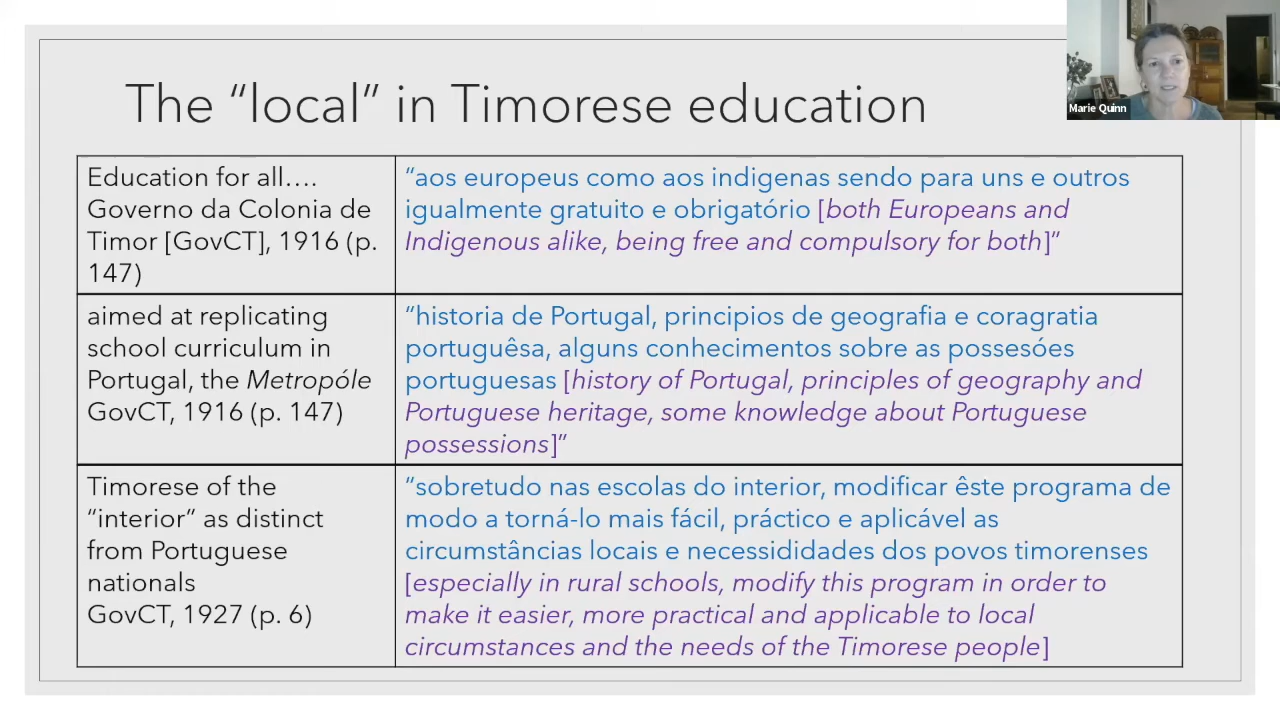 The “local” in Timorese education
Marie Quinn
Education for all….
Governo da Colonia de
Timor [GovCT], 1916 (p.
147)
“aos europeus como aos indigenas sendo para uns e outros
igualmente gratuito e obrigatório [both Europeans and
Indigenous alike, being free and compulsory for both]”
aimed at replicating
school curriculum in
Portugal, the Metropóle
GovCT, 1916 (p. 147)
“historia de Portugal, principios de geografia e coragratia
portuguêsa, alguns conhecimentos sobre as possesóes
portuguesas [history of Portugal, principles of geography and
Portuguese heritage, some knowledge about Portuguese
possessions]”
Timorese of the
“interior” as distinct
from Portuguese
nationals
GovCT, 1927 (p. 6)
“sobretudo nas escolas do interior, modificar êste programa de
modo a torná-lo mais fácil, práctico e aplicável as
circumstâncias locais e necessididades dos povos timorenses
[especially in rural schools, modify this program in order to
make it easier, more practical and applicable to local
circumstances and the needs of the Timorese people]